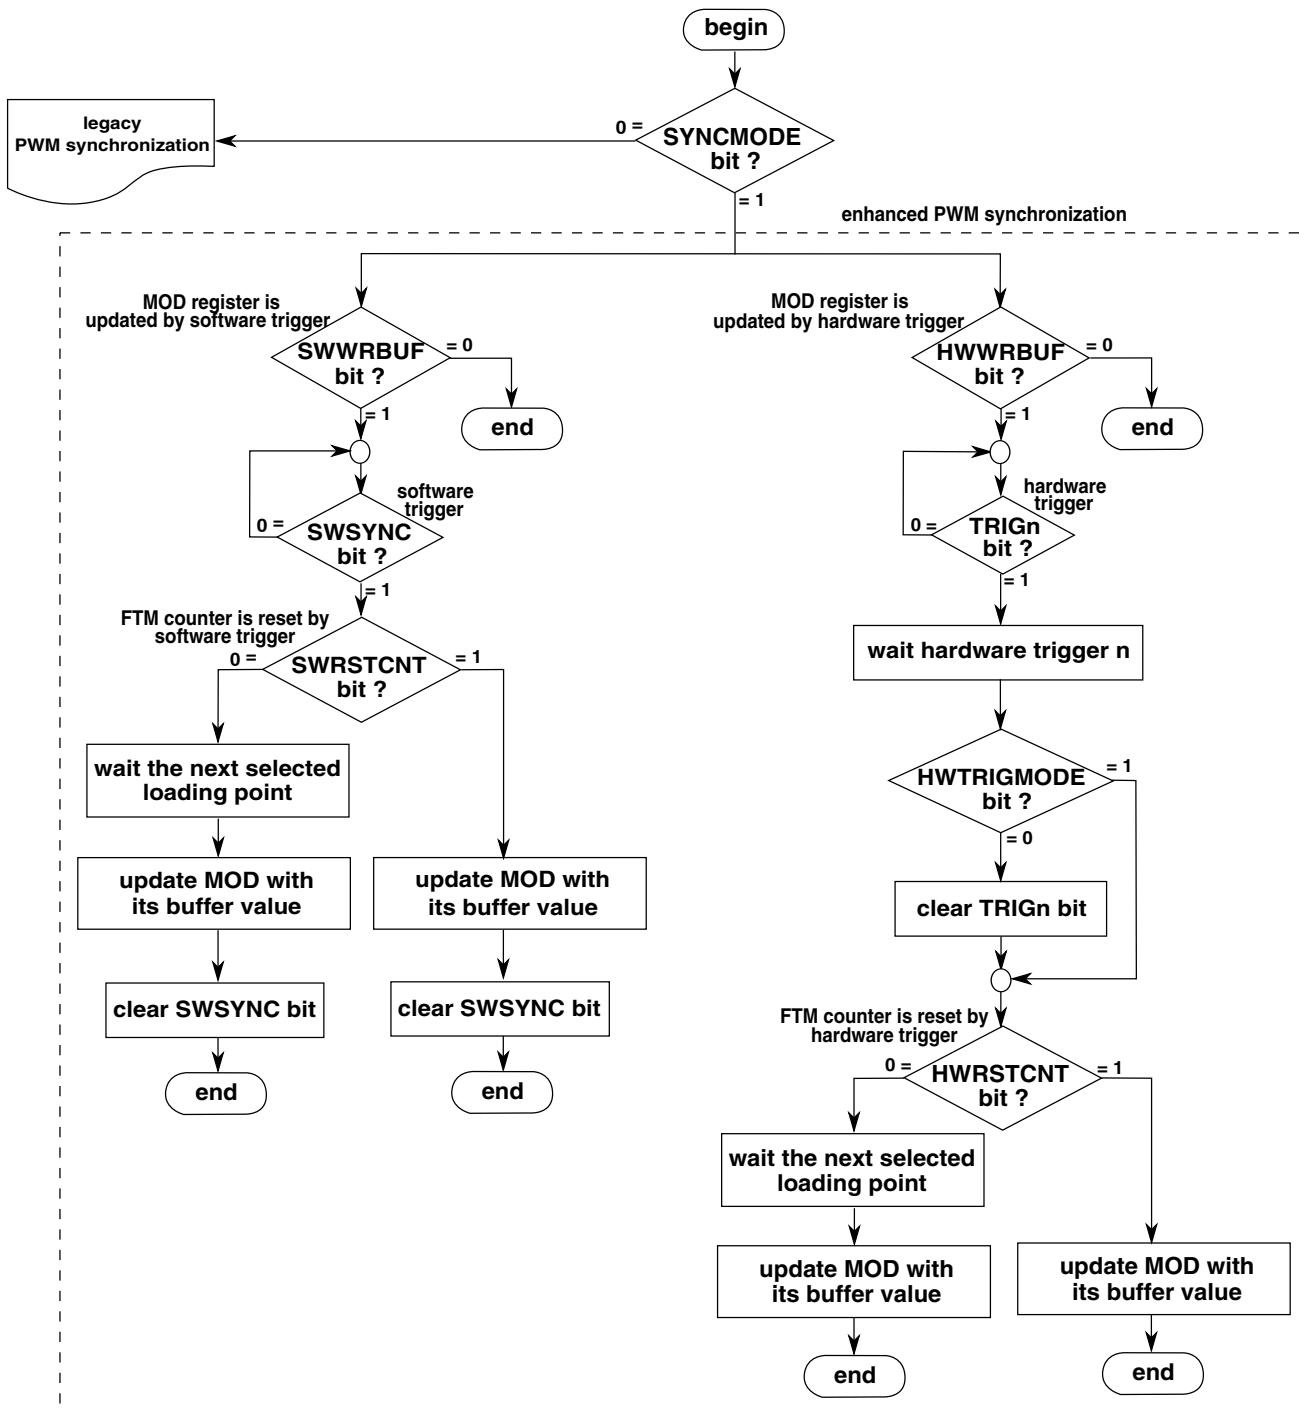 begin
legacy
PWM synchronization
0 =
SYNCMODE
bit ?
= 1
enhanced PWM synchronization
MOD register is
updated by software trigger
SWWRBUF
bit ?
= 0
end
= 1
software
trigger
0 =
SWSYNC
bit ?
= 1
FTM counter is reset by
software trigger
0 =
SWRSTCNT
bit ?
= 1
wait the next selected
loading point
update MOD with
its buffer value
clear SWSYNC bit
end
update MOD with
its buffer value
clear SWSYNC bit
end
MOD register is
updated by hardware trigger
HWWRBUF
bit ?
= 0
end
= 1
hardware
trigger
0 =
TRIGn
bit ?
= 1
wait hardware trigger n
HWTRIGMODE
bit ?
= 1
= 0
clear TRIGn bit
FTM counter is reset by
hardware trigger
0 =
HWRSTCNT
bit ?
= 1
wait the next selected
loading point
update MOD with
its buffer value
end
update MOD with
its buffer value
end